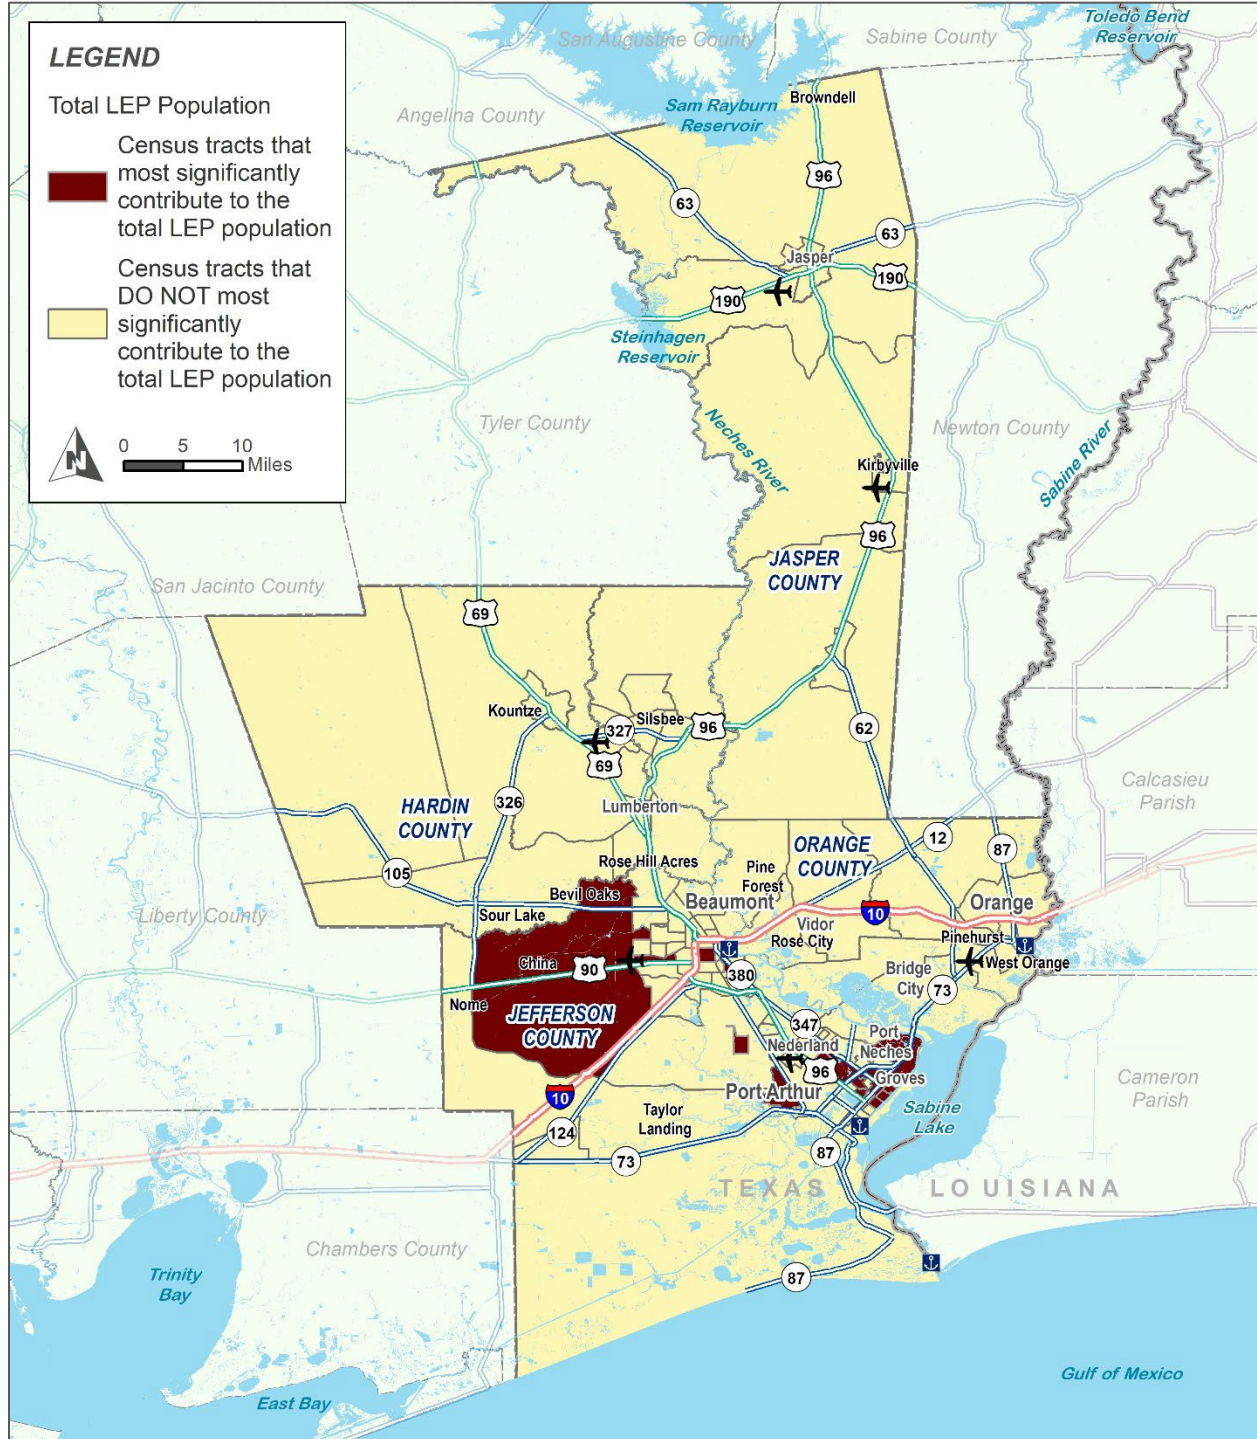 LEGEND
Total LEP Population
Census tracts that
most significantly
contribute to the
total LEP population
Census tracts that
DO NOT most
significantly
contribute to the
total LEP population
N
0 5 10
Miles
San Augustine County
Sabine County
Toledo Bend
Reservoir
Angelina County
Sam Rayburn
Reservoir
Browndell
96
63
63
Jasper
190
190
Steinhagen
Reservoir
Tyler County
Neches River
Newton County
Sabine River
Kirbyville
96
JASPER
COUNTY
San Jacinto County
69
Kountze
327
Silsbee
96
62
69
HARDIN
COUNTY
326
Lumberton
Calcasieu
Parish
12
87
ORANGE
COUNTY
Rose Hill Acres
Pine
Forest
105
Bevil Oaks
Beaumont
Orange
Liberty County
Sour Lake
10
Vidor
Rose City
Pinehurst
West Orange
China
90
380
Bridge
City
73
Nome
JEFFERSON
COUNTY
347
Port
Neches
Nederland
96
Groves
Port Arthur
10
Cameron
Parish
Taylor
Landing
Sabine
Lake
124
73
87
TEXAS
LOUISIANA
Chambers County
Trinity
Bay
87
East Bay
Gulf of Mexico